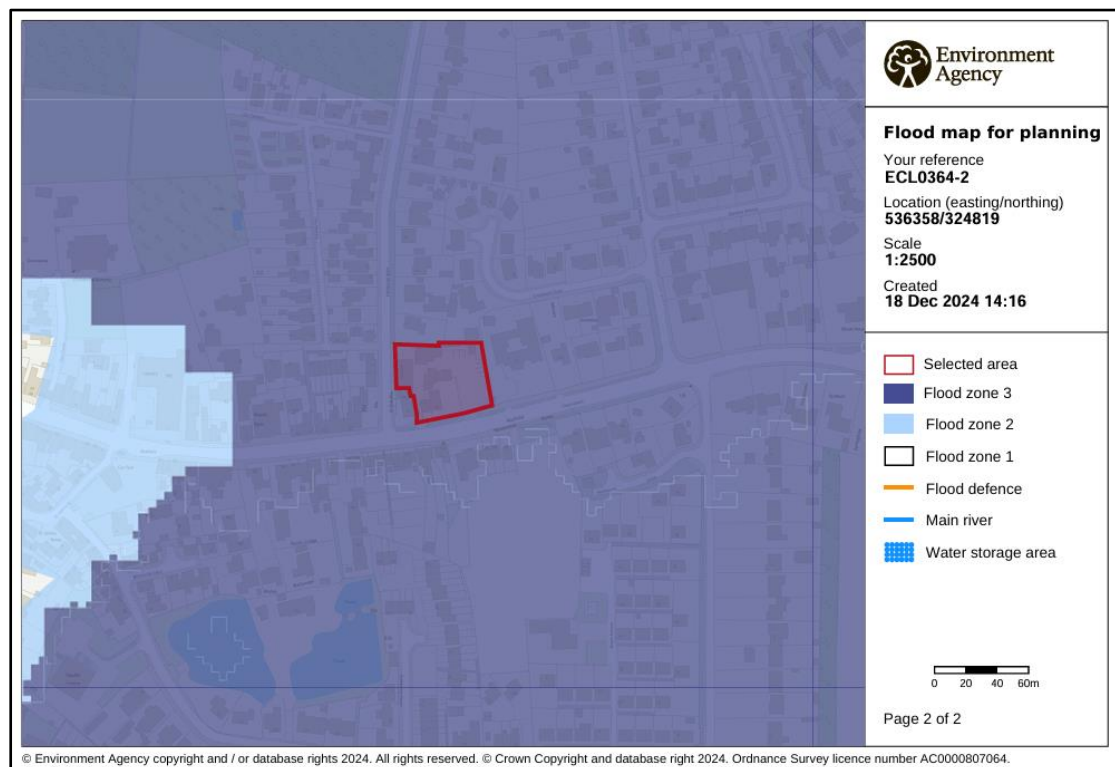 Environment
Agency
Flood map for planning
Your reference
ECL0364-2
Location (easting/northing)
536358/324819
Scale
1:2500
Created
18 Dec 2024 14:16
Selected area
Flood zone 3
Flood zone 2
Flood zone 1
Flood defence
Main river
Water storage area
0 20 40 60m
Page 2 of 2
© Environment Agency copyright and / or database rights 2024. All rights reserved. © Crown Copyright and database right 2024. Ordnance Survey licence number AC0000807064.